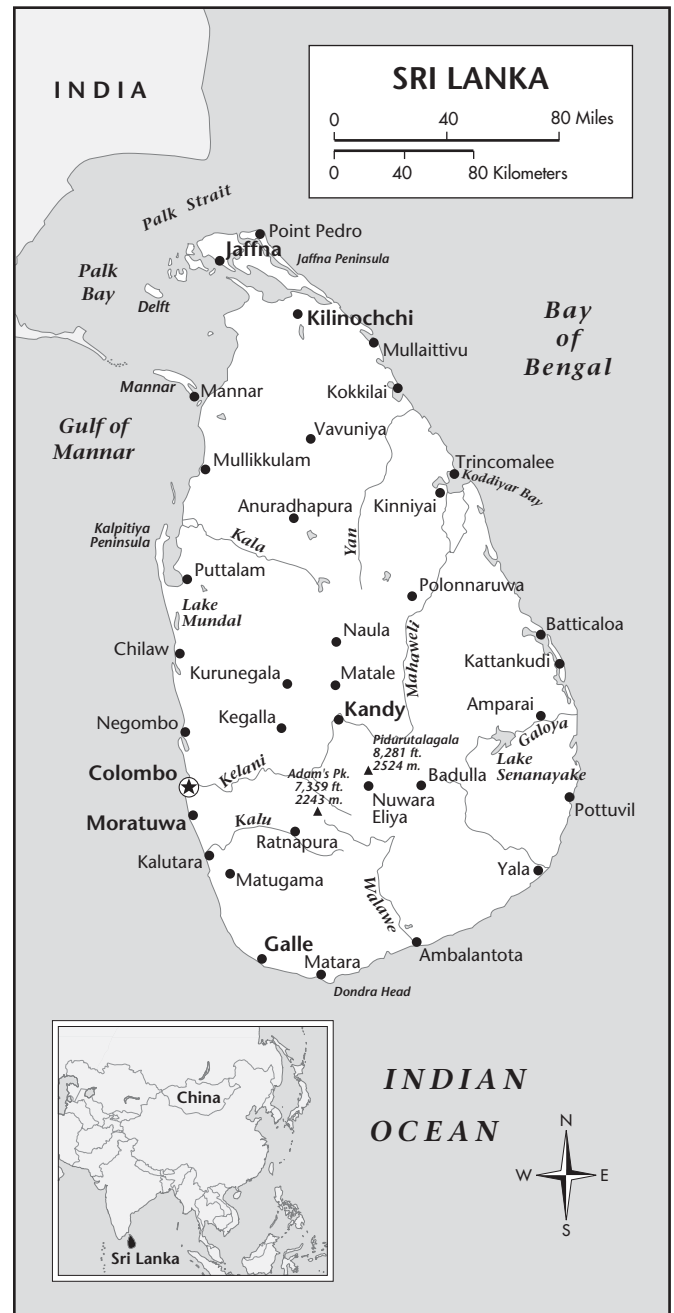 SRI LANKA
0 40 80 Miles
0 40 80 Kilometers
INDIA
Palk Strait
Point Pedro
Jaffna
Jaffna Peninsula
Palk
Bay
Delft
Kilinochchi
Bay
of
Bengal
Mullaittivu
Mannar
Mannar
Kokkilai
Gulf of
Mannar
Vavuniya
Mullikkulam
Trincomalee
Koddiyar Bay
Anuradhapura
Kinniyai
Kalpitiya
Peninsula
Kala
Yan
Puttalam
Polonnaruwa
Lake
Mundal
Mahaweli
Naula
Batticaloa
Chilaw
Kattankudi
Kurunegala
Matale
Kandy
Amparai
Negombo
Kegalla
Galoya
Pidurutalagala
8,281 ft.
2524 m.
Lake
Senanayake
Colombo
Kelani
Adam's Pk.
7,359 ft.
2243 m.
Badulla
Nuwara
Eliya
Pottuvil
Moratuwa
Kalu
Ratnapura
Kalutara
Yala
Matugama
Walawe
Galle
Matara
Ambalantota
Dondra Head
INDIAN
OCEAN
China
Sri Lanka
N
W E
S